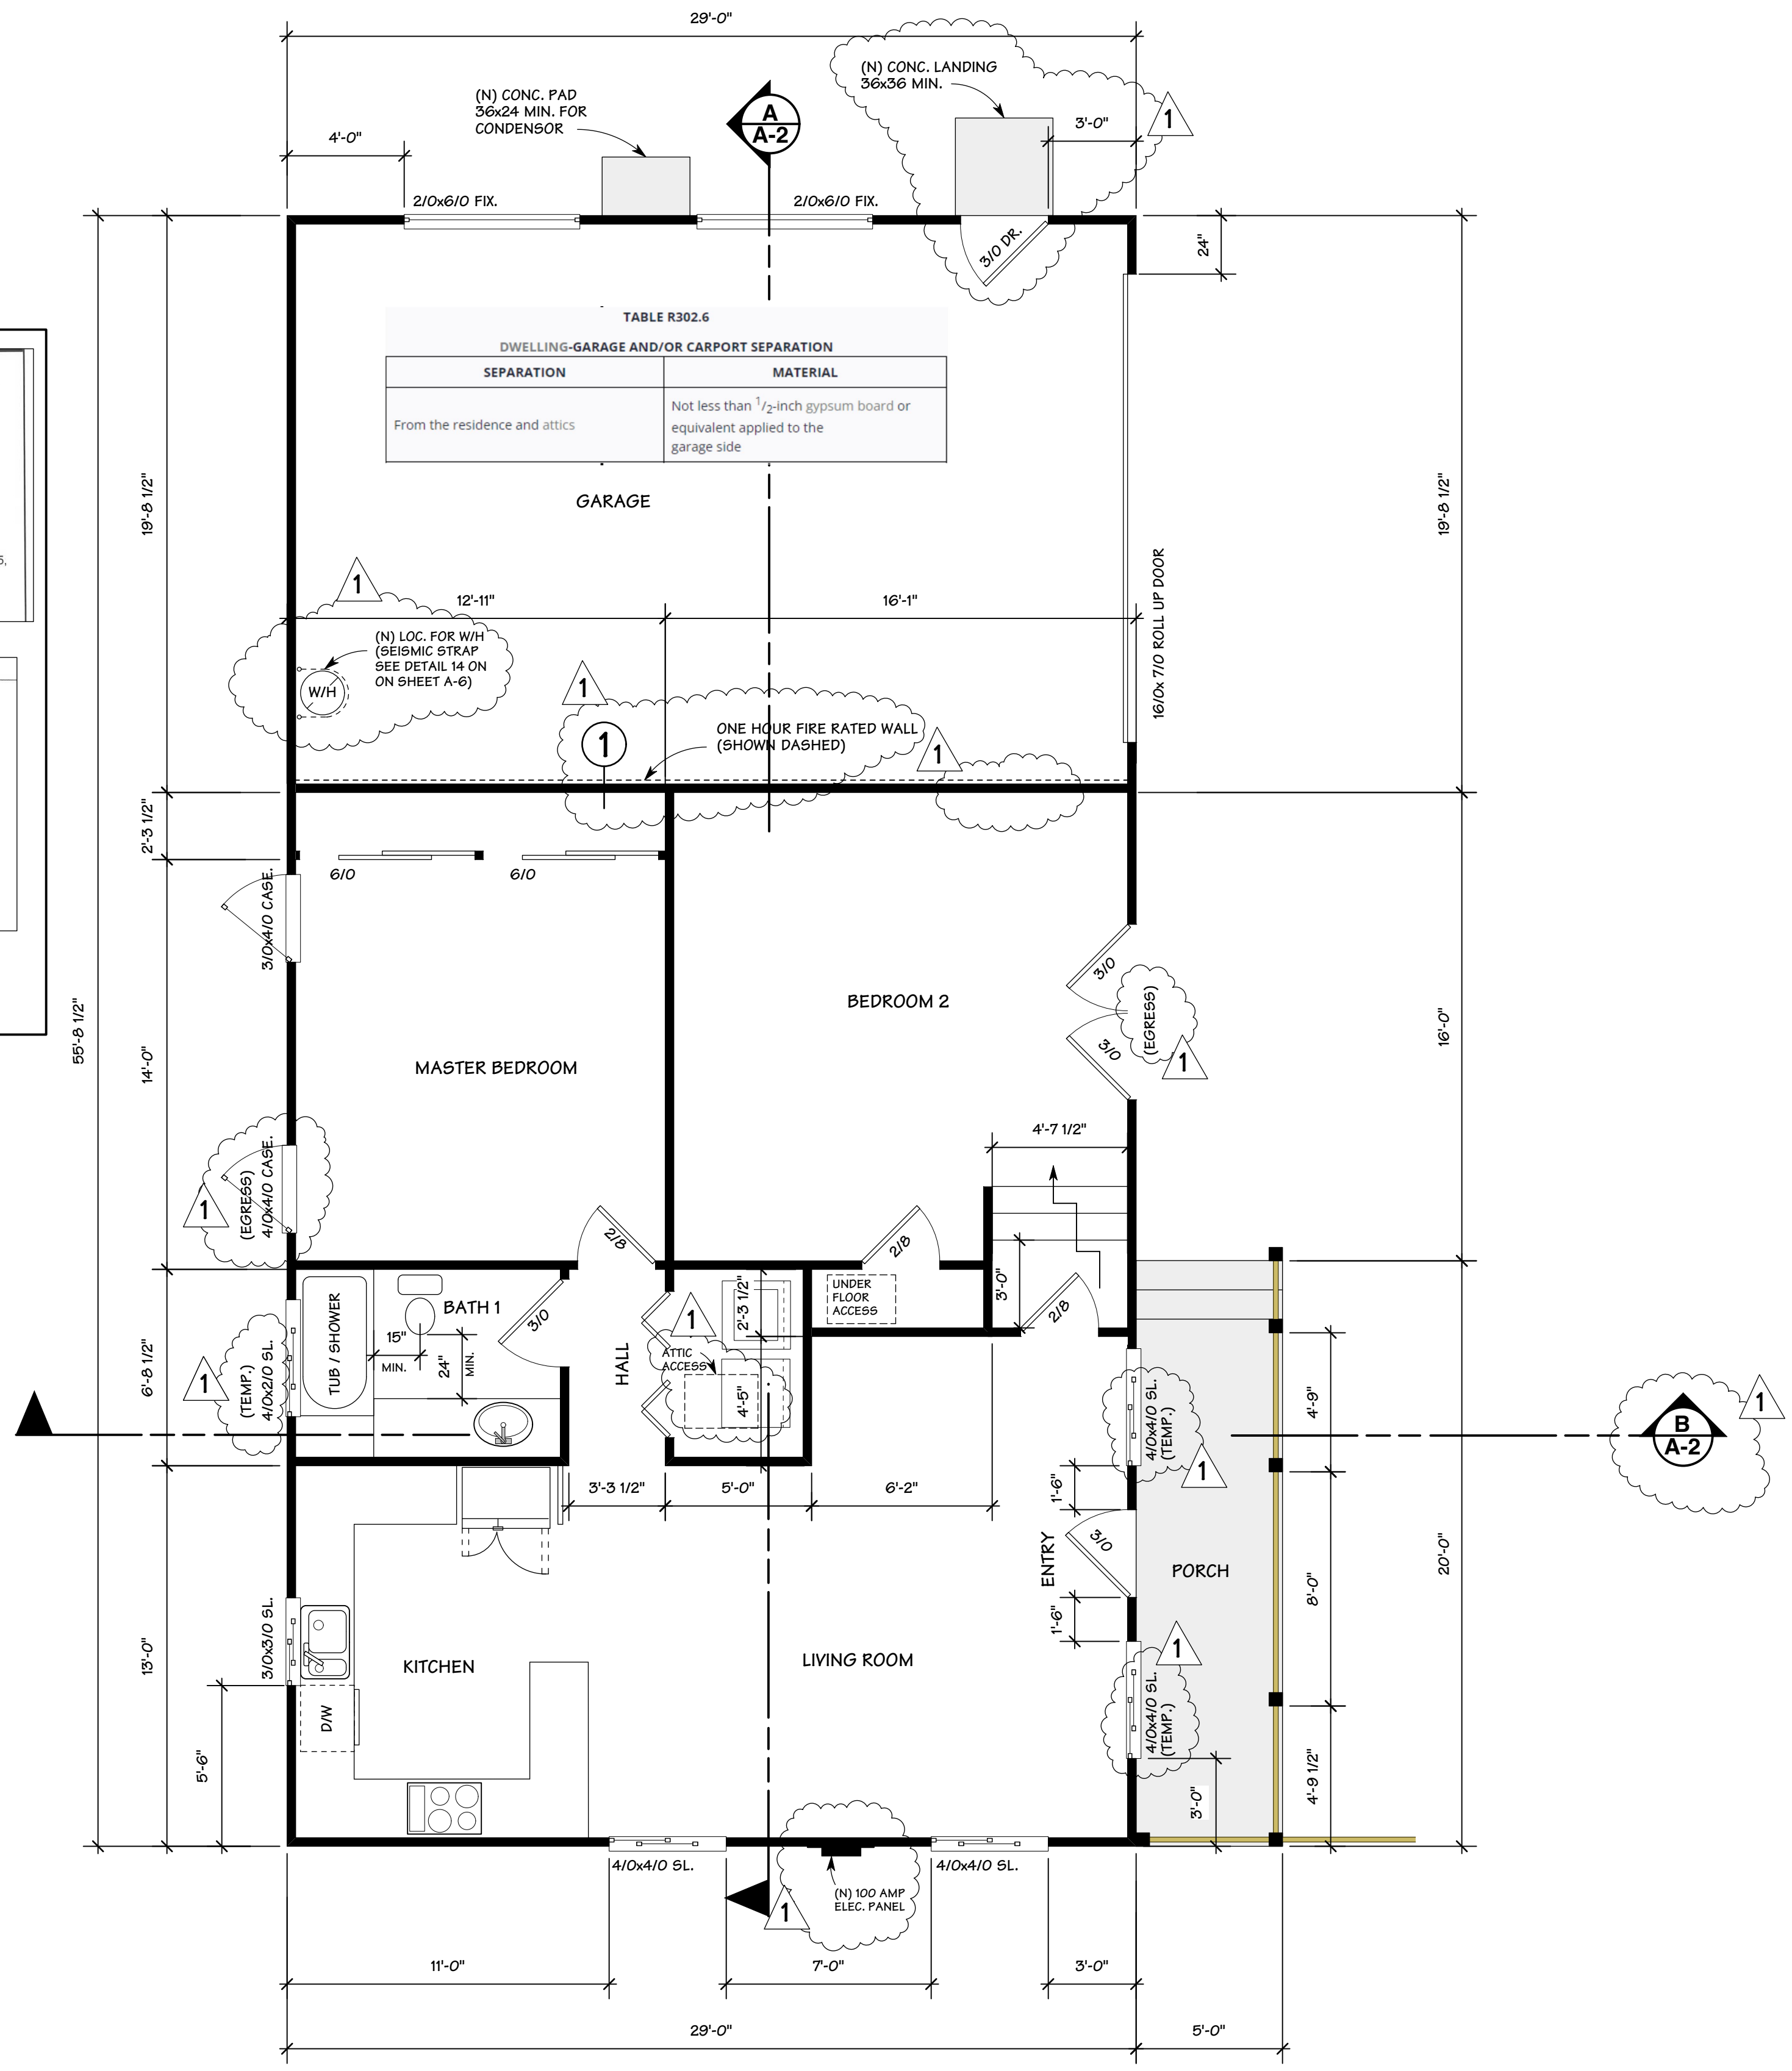 29'-0"
(N) CONC. LANDING
36x36 MIN.
(N) CONC. PAD
36x24 MIN. FOR
CONDENSOR
A
A-2
3'-0"
1
4'-0"
2/0x6/0 FIX.
2/0x6/0 FIX.
3/0 DR.
24"
TABLE R302.6
DWELLING-GARAGE AND/OR CARPORT SEPARATION
SEPARATION
MATERIAL
From the residence and attics
Not less than 1/2-inch gypsum board or
equivalent applied to the
garage side
GARAGE
19'-8 1/2"
19'-8 1/2"
5,
16/0x 7/0 ROLL UP DOOR
1
12'-11"
16'-1"
(N) LOC. FOR W/H
(SEISMIC STRAP
SEE DETAIL 14 ON
ON SHEET A-6)
W/H
1
1
ONE HOUR FIRE RATED WALL
(SHOWN DASHED)
1
2'-3 1/2"
6/0
6/0
3/0x4/0 CASE.
3/0
BEDROOM 2
(EGRESS)
3/0
1
55'-8 1/2"
14'-0"
16'-0"
MASTER BEDROOM
4'-7 1/2"
(EGRESS)
4/0x4/0 CASE.
1
2/8
2/8
3'-0"
2/8
UNDER
FLOOR
ACCESS
2'-3 1/2"
BATH 1
3/0
TUB / SHOWER
15"
MIN.
24"
MIN.
HALL
1
ATTIC
ACCESS
4'-5"
6'-8 1/2"
(TEMP.)
4/0x2/0 SL.
1
4/0x4/0 SL.
(TEMP.)
1
4'-9"
B
A-2
1
3'-3 1/2"
5'-0"
6'-2"
1'-6"
3/0
ENTRY
PORCH
1'-6"
8'-0"
20'-0"
3/0x3/0 SL.
13'-0"
KITCHEN
LIVING ROOM
1
4/0x4/0 SL.
(TEMP.)
D/W
5'-6"
3'-0"
4'-9 1/2"
4/0x4/0 SL.
4/0x4/0 SL.
(N) 100 AMP
ELEC. PANEL
1
11'-0"
7'-0"
3'-0"
29'-0"
5'-0"